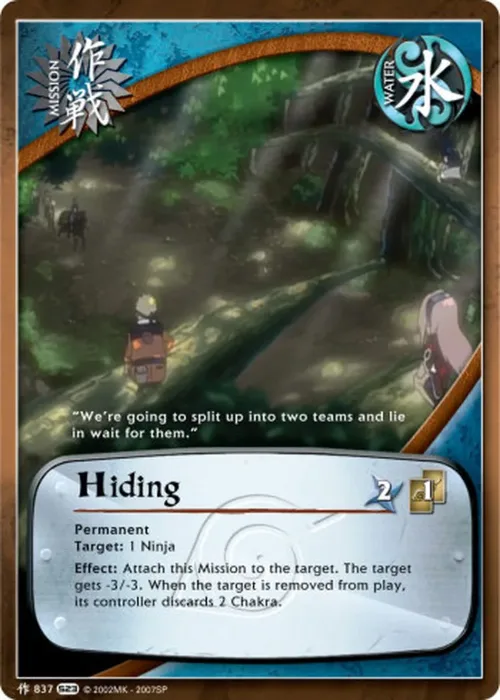 MISSION
作戦
WATER
水
"We're going to split up into two teams and lie
in wait for them."
Hiding
2
1
Permanent
Target: 1 Ninja
Effect: Attach this Mission to the target. The target
gets -3/-3. When the target is removed from play,
its controller discards 2 Chakra.
作 837 S23 © 2002MK - 2007SP